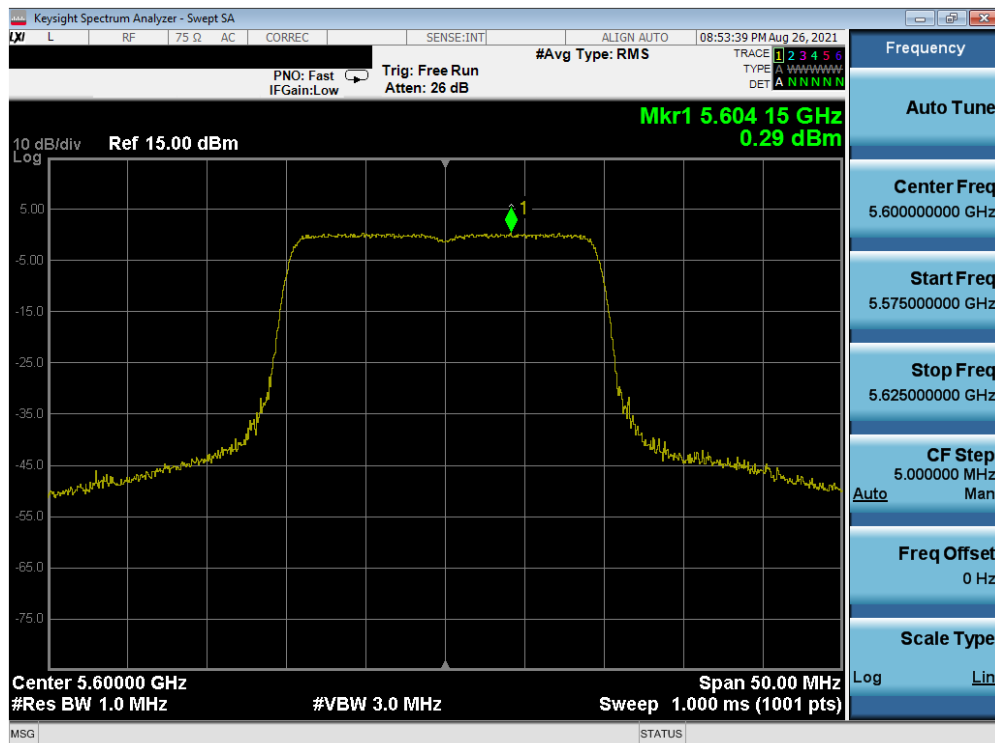 Keysight Spectrum Analyzer - Swept SA
LXI L RF 75 Ω AC CORREC SENSE:INT ALIGN AUTO 08:53:39 PM Aug 26, 2021
#Avg Type: RMS TRACE 1 2 3 4 5 6
PNO: Fast Trig: Free Run TYPE A WWWWW
IFGain:Low Atten: 26 dB DET A N N N N N
Mkr1 5.604 15 GHz
0.29 dBm
10 dB/div Ref 15.00 dBm
Log
1
5.00
-5.00
-15.0
-25.0
-35.0
-45.0
-55.0
-65.0
-75.0
Center 5.60000 GHz Span 50.00 MHz
#Res BW 1.0 MHz #VBW 3.0 MHz Sweep 1.000 ms (1001 pts)
MSG STATUS
Frequency
Auto Tune
Center Freq
5.600000000 GHz
Start Freq
5.575000000 GHz
Stop Freq
5.625000000 GHz
CF Step
5.000000 MHz
Auto Man
Freq Offset
0 Hz
Scale Type
Log Lin